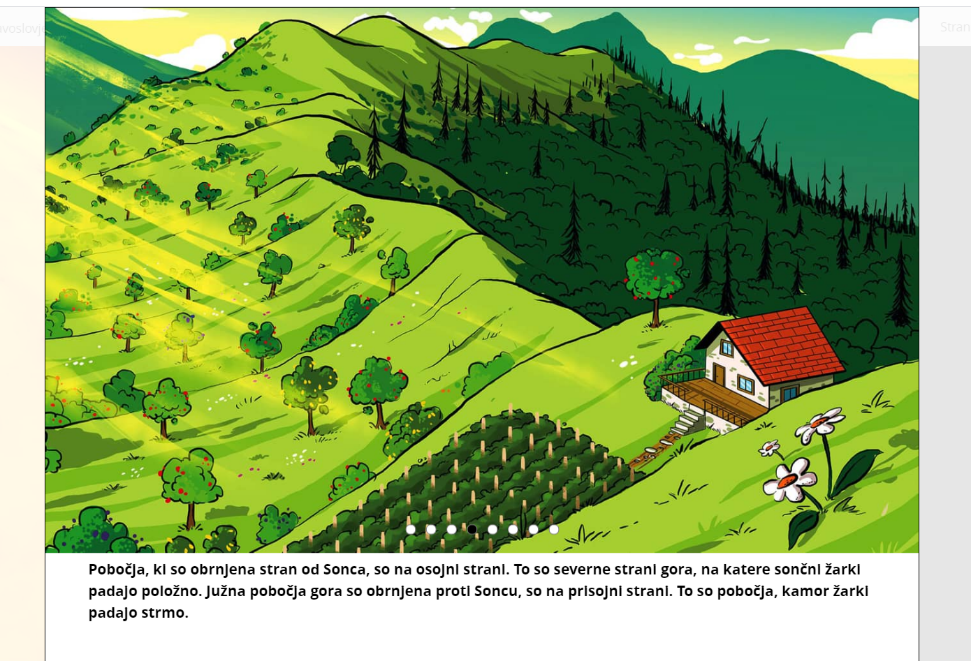 Pobočja, ki so obrnjena stran od Sonca, so na osojni strani. To so severne strani gora, na katere sončni žarki
padajo položno. Južna pobočja gora so obrnjena proti Soncu, so na prisojni strani. To so pobočja, kamor žarki
padajo strmo.